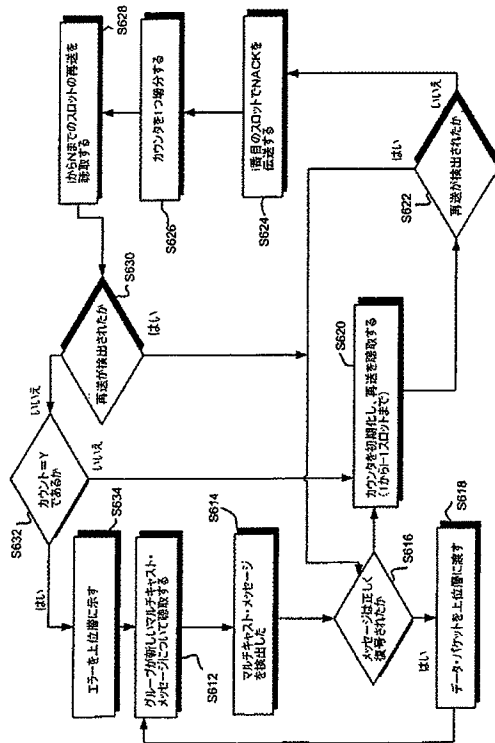 グループが新しいマルチキャスト・
メッセージについて聴取する
S612
マルチキャスト・メッセージ
を検出した
S614
メッセージは正しく
復号されたか
S616
はい
データ・パケットを上位層に渡す
S618
カウンタを初期化し、再送を聴取する
(1からi-1スロットまで)
S620
再送が検出されたか
S622
はい
いいえ
i番目のスロットでNACKを
伝送する
S624
カウンタを1つ増分する
S626
iからNまでのスロットの再送を
聴取する
S628
再送が検出されたか
S630
はい
いいえ
カウント=Y
であるか
S632
いいえ
はい
エラーを上位層に示す
S634